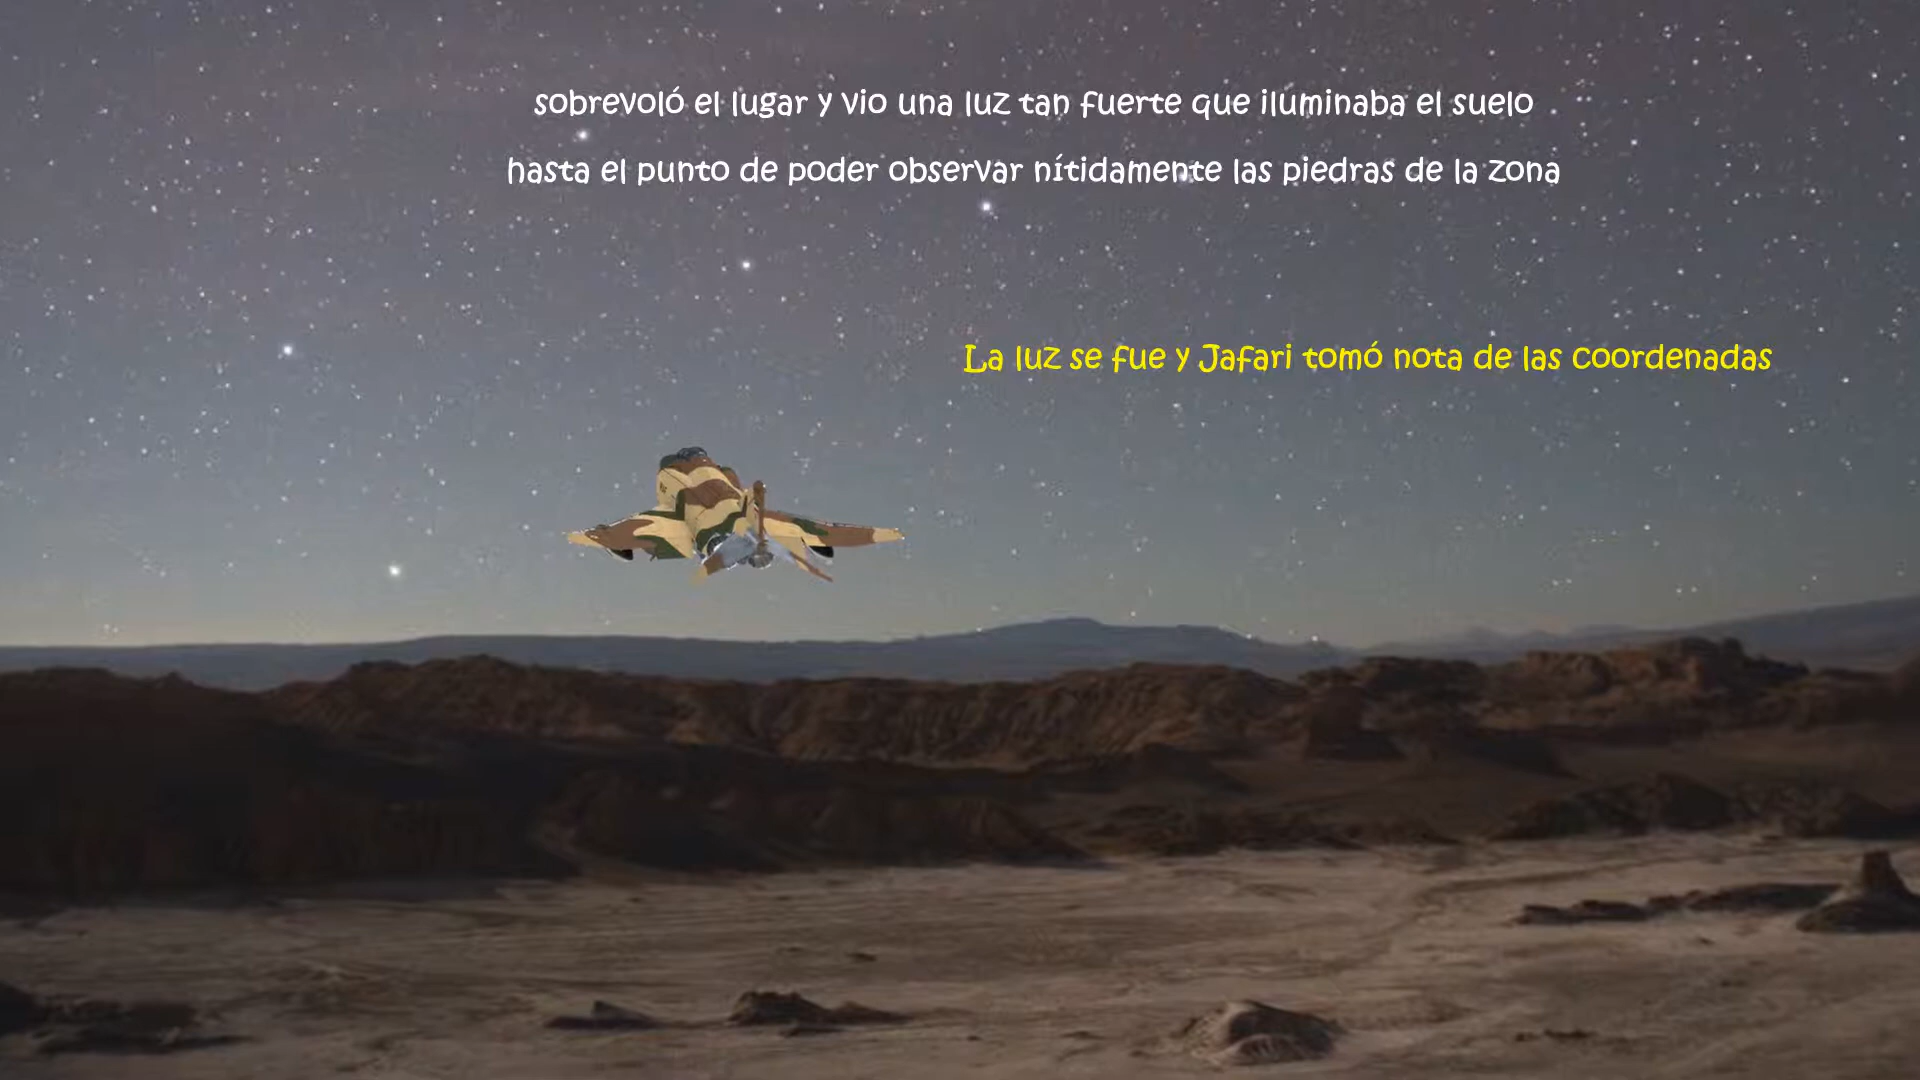 sobrevoló el lugar y vio una luz tan fuerte que iluminaba el suelo
hasta el punto de poder observar nítidamente las piedras de la zona
La luz se fue y Jafari tomó nota de las coordenadas